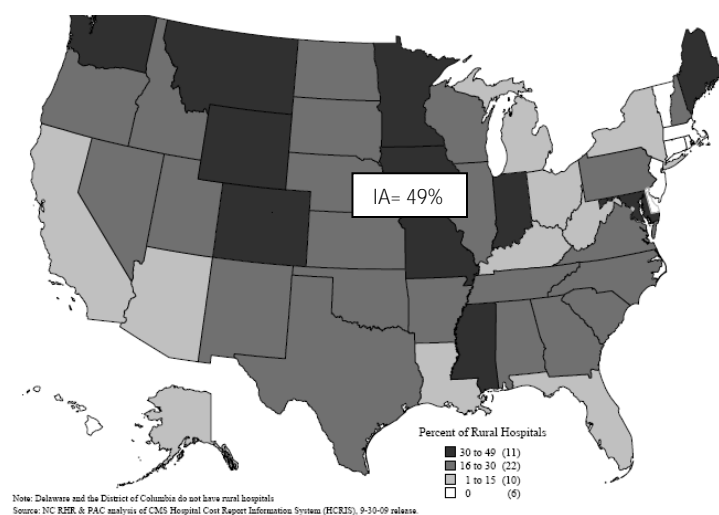 IA= 49%
Percent of Rural Hospitals
30 to 49 (11)
16 to 30 (22)
1 to 15 (10)
0 (6)
Note: Delaware and the District of Columbia do not have rural hospitals
Source: NC RHR & PAC analysis of CMS Hospital Cost Report Information System (HCRIS), 9-30-09 release.